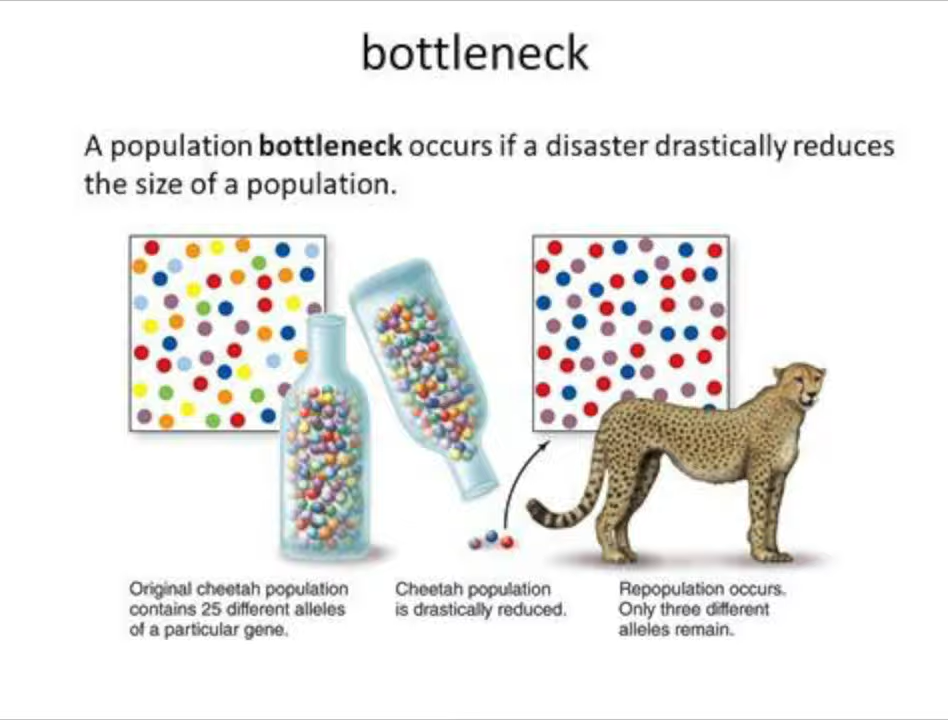 bottleneck
A population bottleneck occurs if a disaster drastically reduces
the size of a population.
Original cheetah population
contains 25 different alleles
of a particular gene.
Cheetah population
is drastically reduced.
Repopulation occurs.
Only three different
alleles remain.